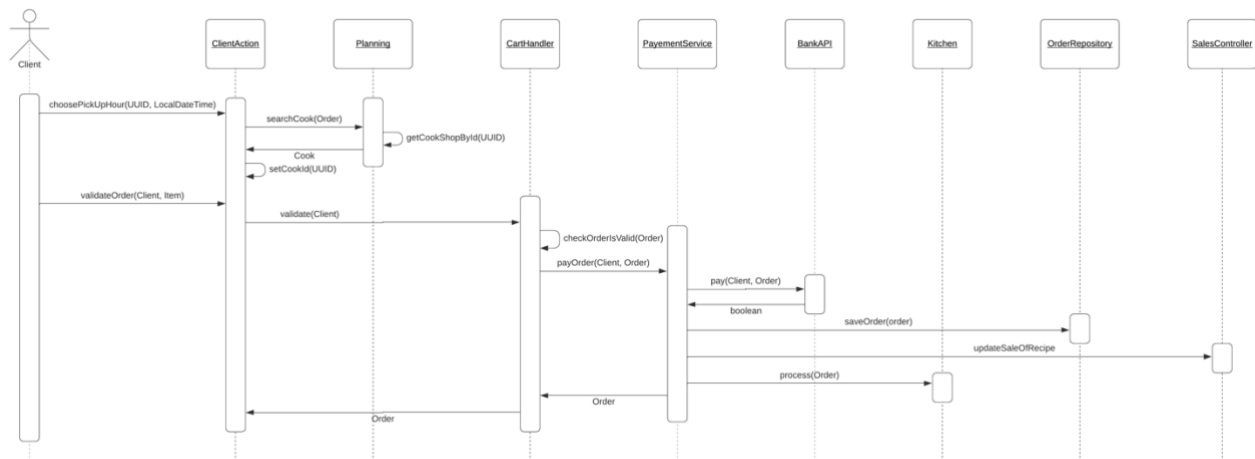 ClientAction
Planning
CartHandler
PayementService
BankAPI
Kitchen
OrderRepository
SalesController
Client
choosePickUpHour(UUID, LocalDateTime)
searchCook(Order)
getCookShopById(UUID)
Cook
setCookId(UUID)
validateOrder(Client, Item)
validate(Client)
checkOrderIsValid(Order)
payOrder(Client, Order)
pay(Client, Order)
boolean
saveOrder(order)
updateSaleOfRecipe
process(Order)
Order
Order